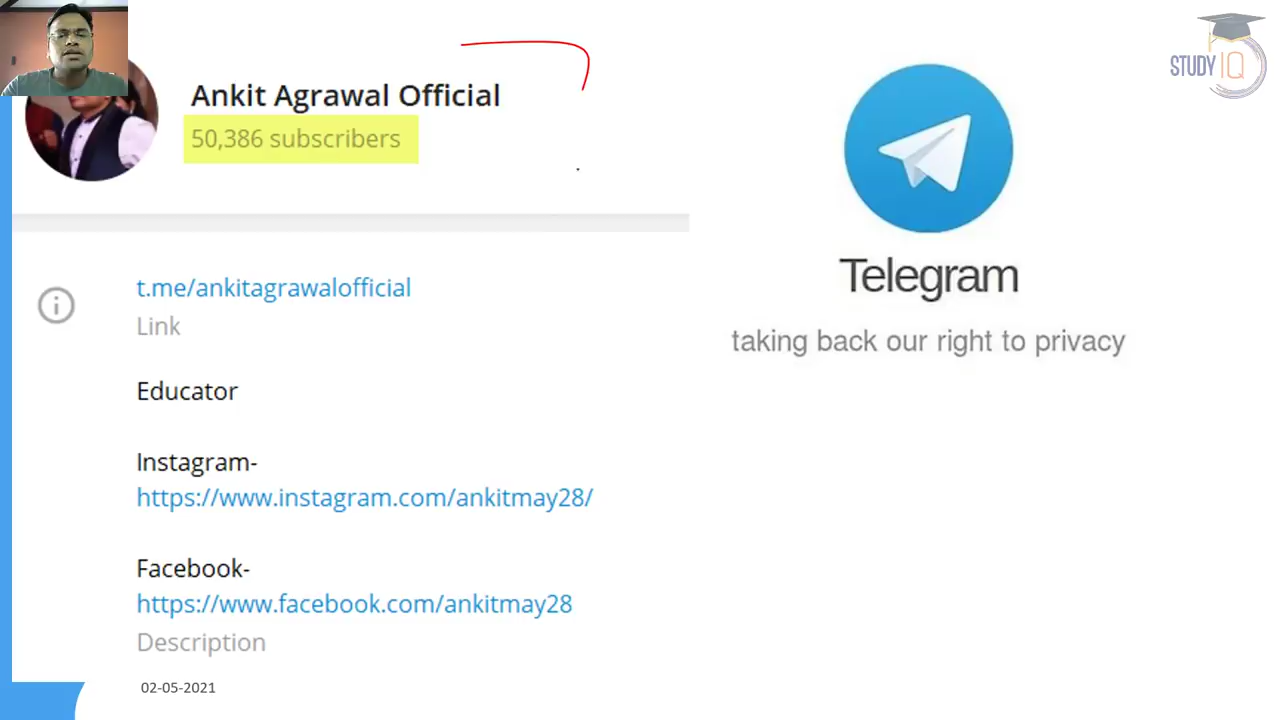 Ankit Agrawal Official
50,386 subscribers
t.me/ankitagrawalofficial
Link
Educator
Instagram-
https://www.instagram.com/ankitmay28/
Facebook-
https://www.facebook.com/ankitmay28
Description
02-05-2021
STUDY IQ
Telegram
taking back our right to privacy